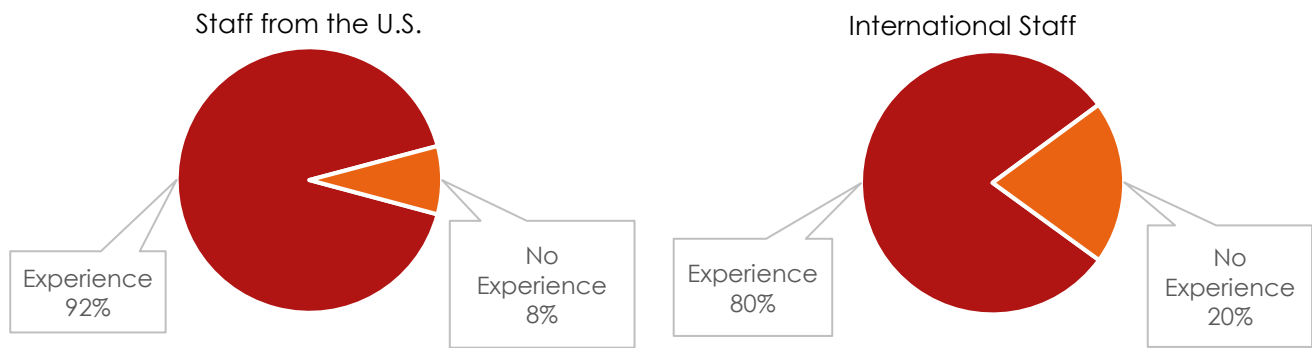 Staff from the U.S.
Experience
92%
No
Experience
8%
International Staff
Experience
80%
No
Experience
20%